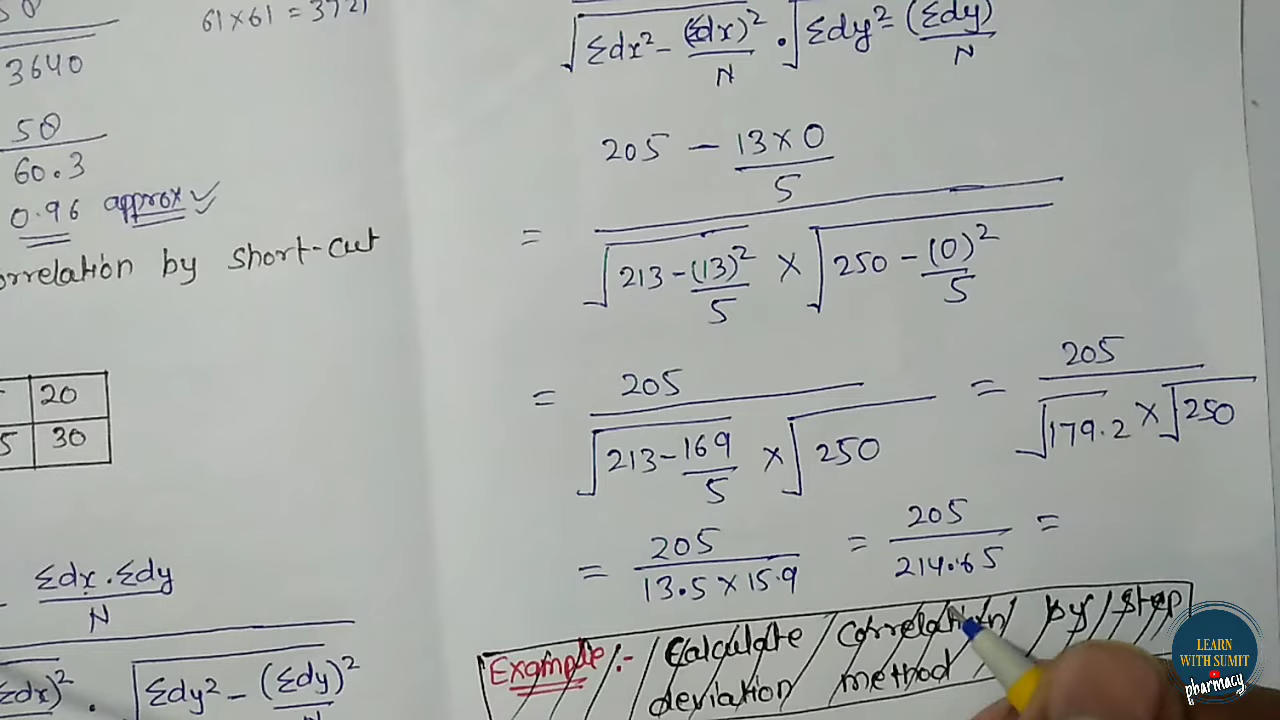 50
3640
61×61 = 3721
50
60.3
0.96 approx ✓
orrelation by short-cut
20
5 30
Σdx.Σdy
N
Σdx)² . √Σdy² - (Σdy)²
N
√Σdx² - (Σdx)² . √Σdy² = (Σdy)
N N
205 - 13×0
5
=
√213-(13)² × √250-(0)²
5 5
= 205 = 205
√213-169 × √250 √179.2 × √250
5
= 205 = 205 =
13.5×15.9 214.65
Example:- Calculate correlation by step
deviation method
LEARN
WITH SUMIT
pharmacy